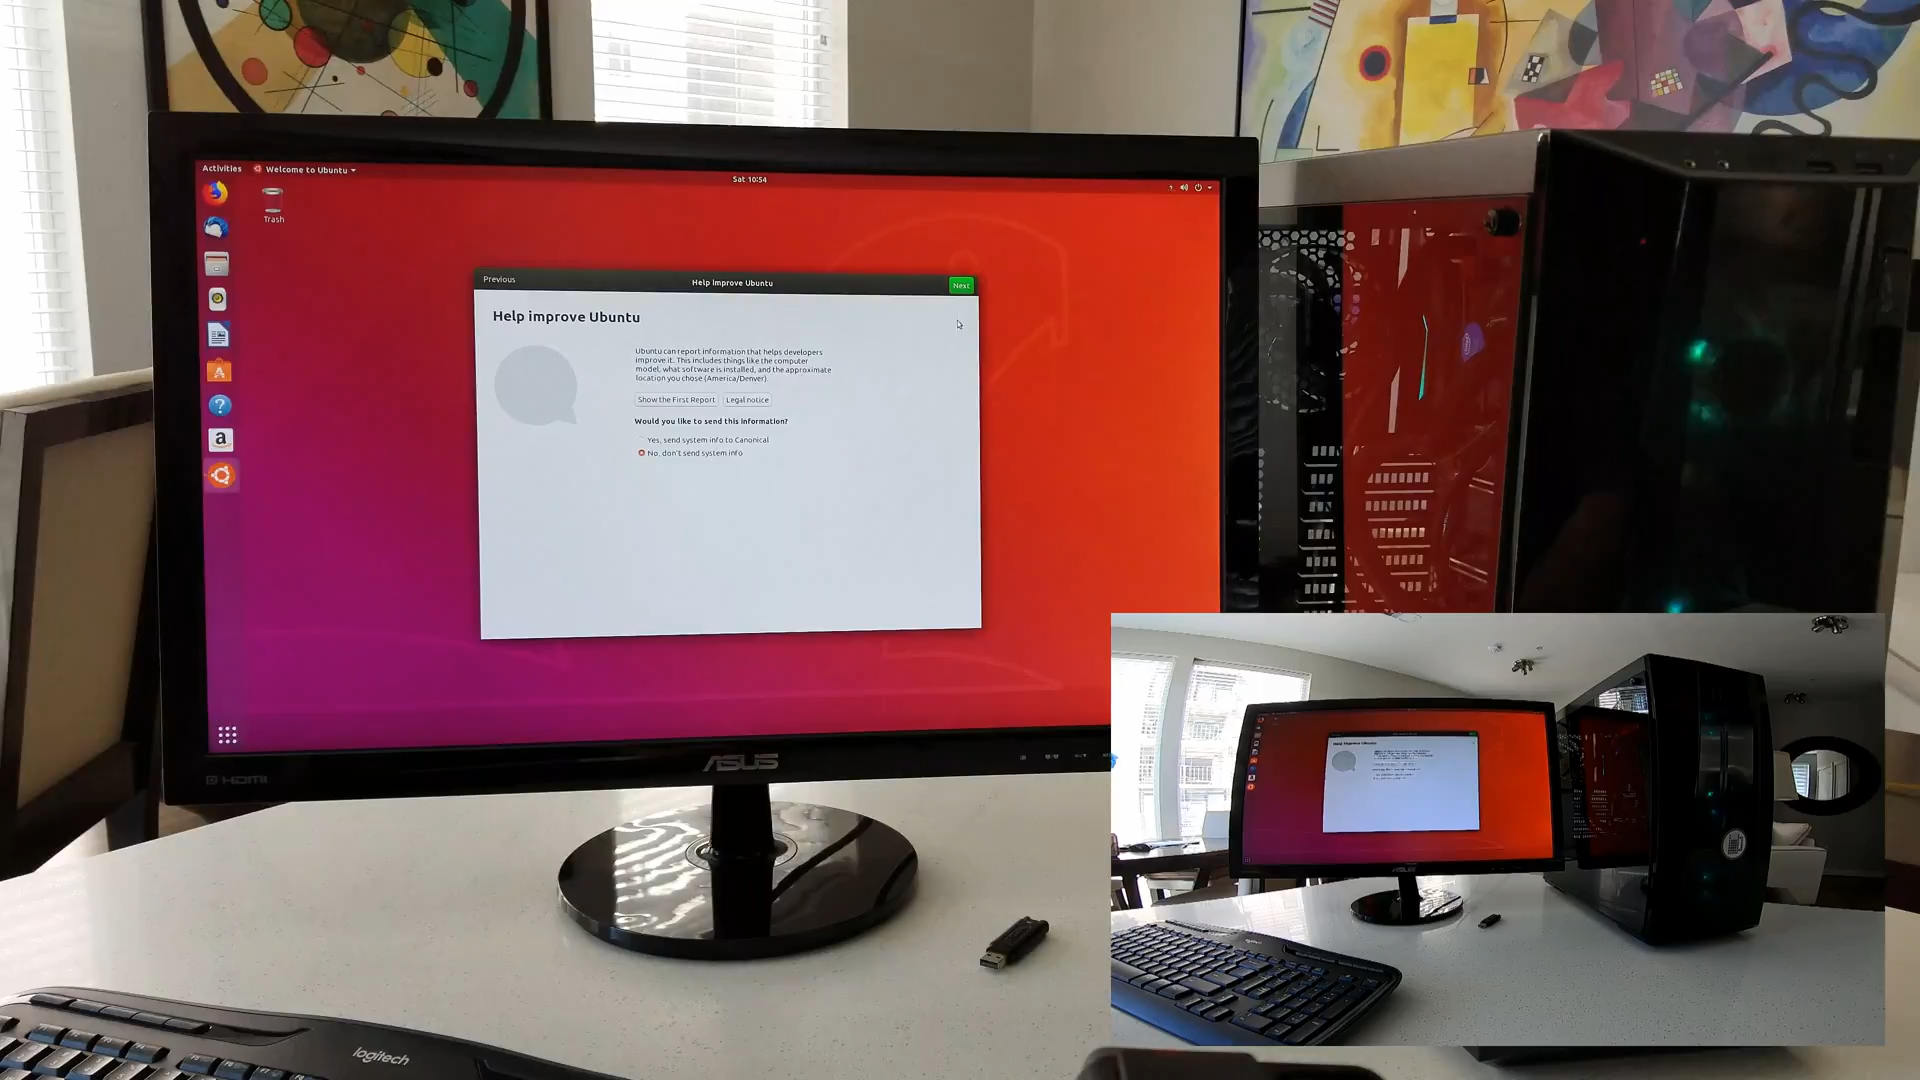 Activities Welcome to Ubuntu
Sat 10:54
Trash
Previous
Help improve Ubuntu
Next
Help improve Ubuntu
Ubuntu can report information that helps developers
improve it. This includes things like the computer
model, what software is installed, and the approximate
location you chose (America/Denver).
Show the First Report Legal notice
Would you like to send this information?
Yes, send system info to Canonical
No, don't send system info
HDMI
ASUS
logitech
Help improve Ubuntu